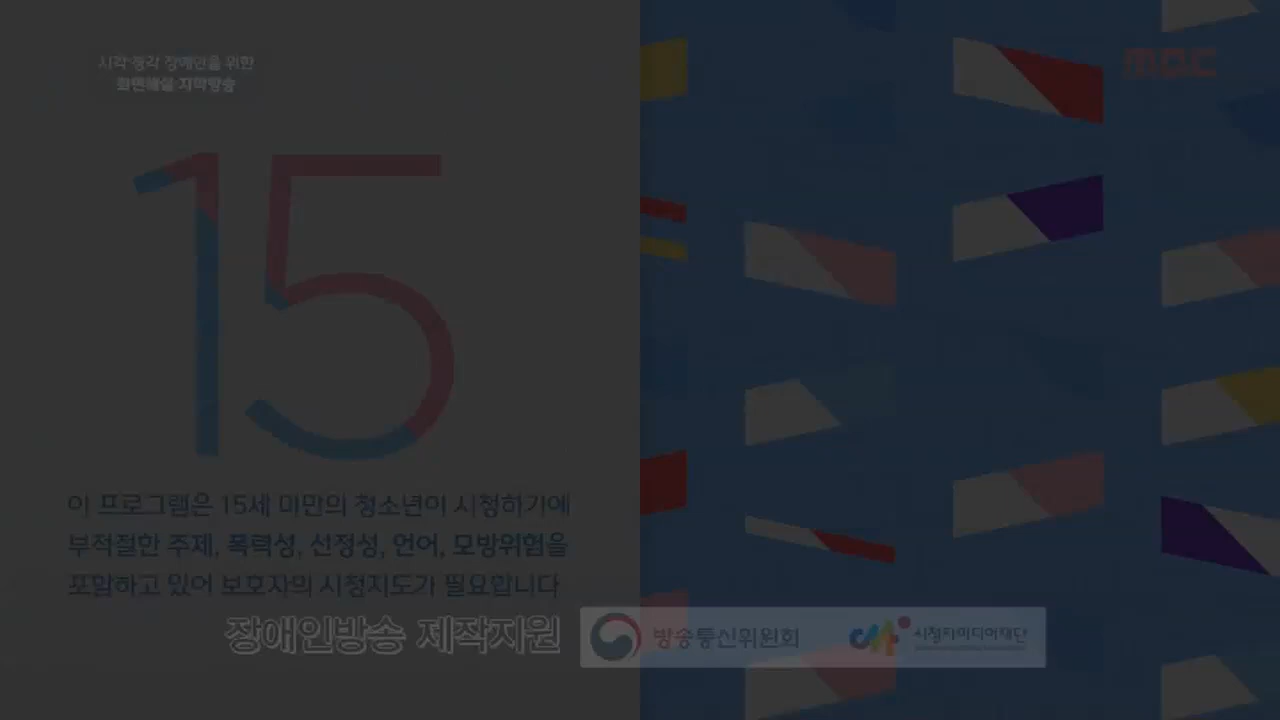 시각·청각 장애인을 위한
화면해설·자막방송
MBC
15
이 프로그램은 15세 미만의 청소년이 시청하기에
부적절한 주제, 폭력성, 선정성, 언어, 모방위험을
포함하고 있어 보호자의 시청지도가 필요합니다
장애인방송 제작지원
방송통신위원회
시청자미디어재단